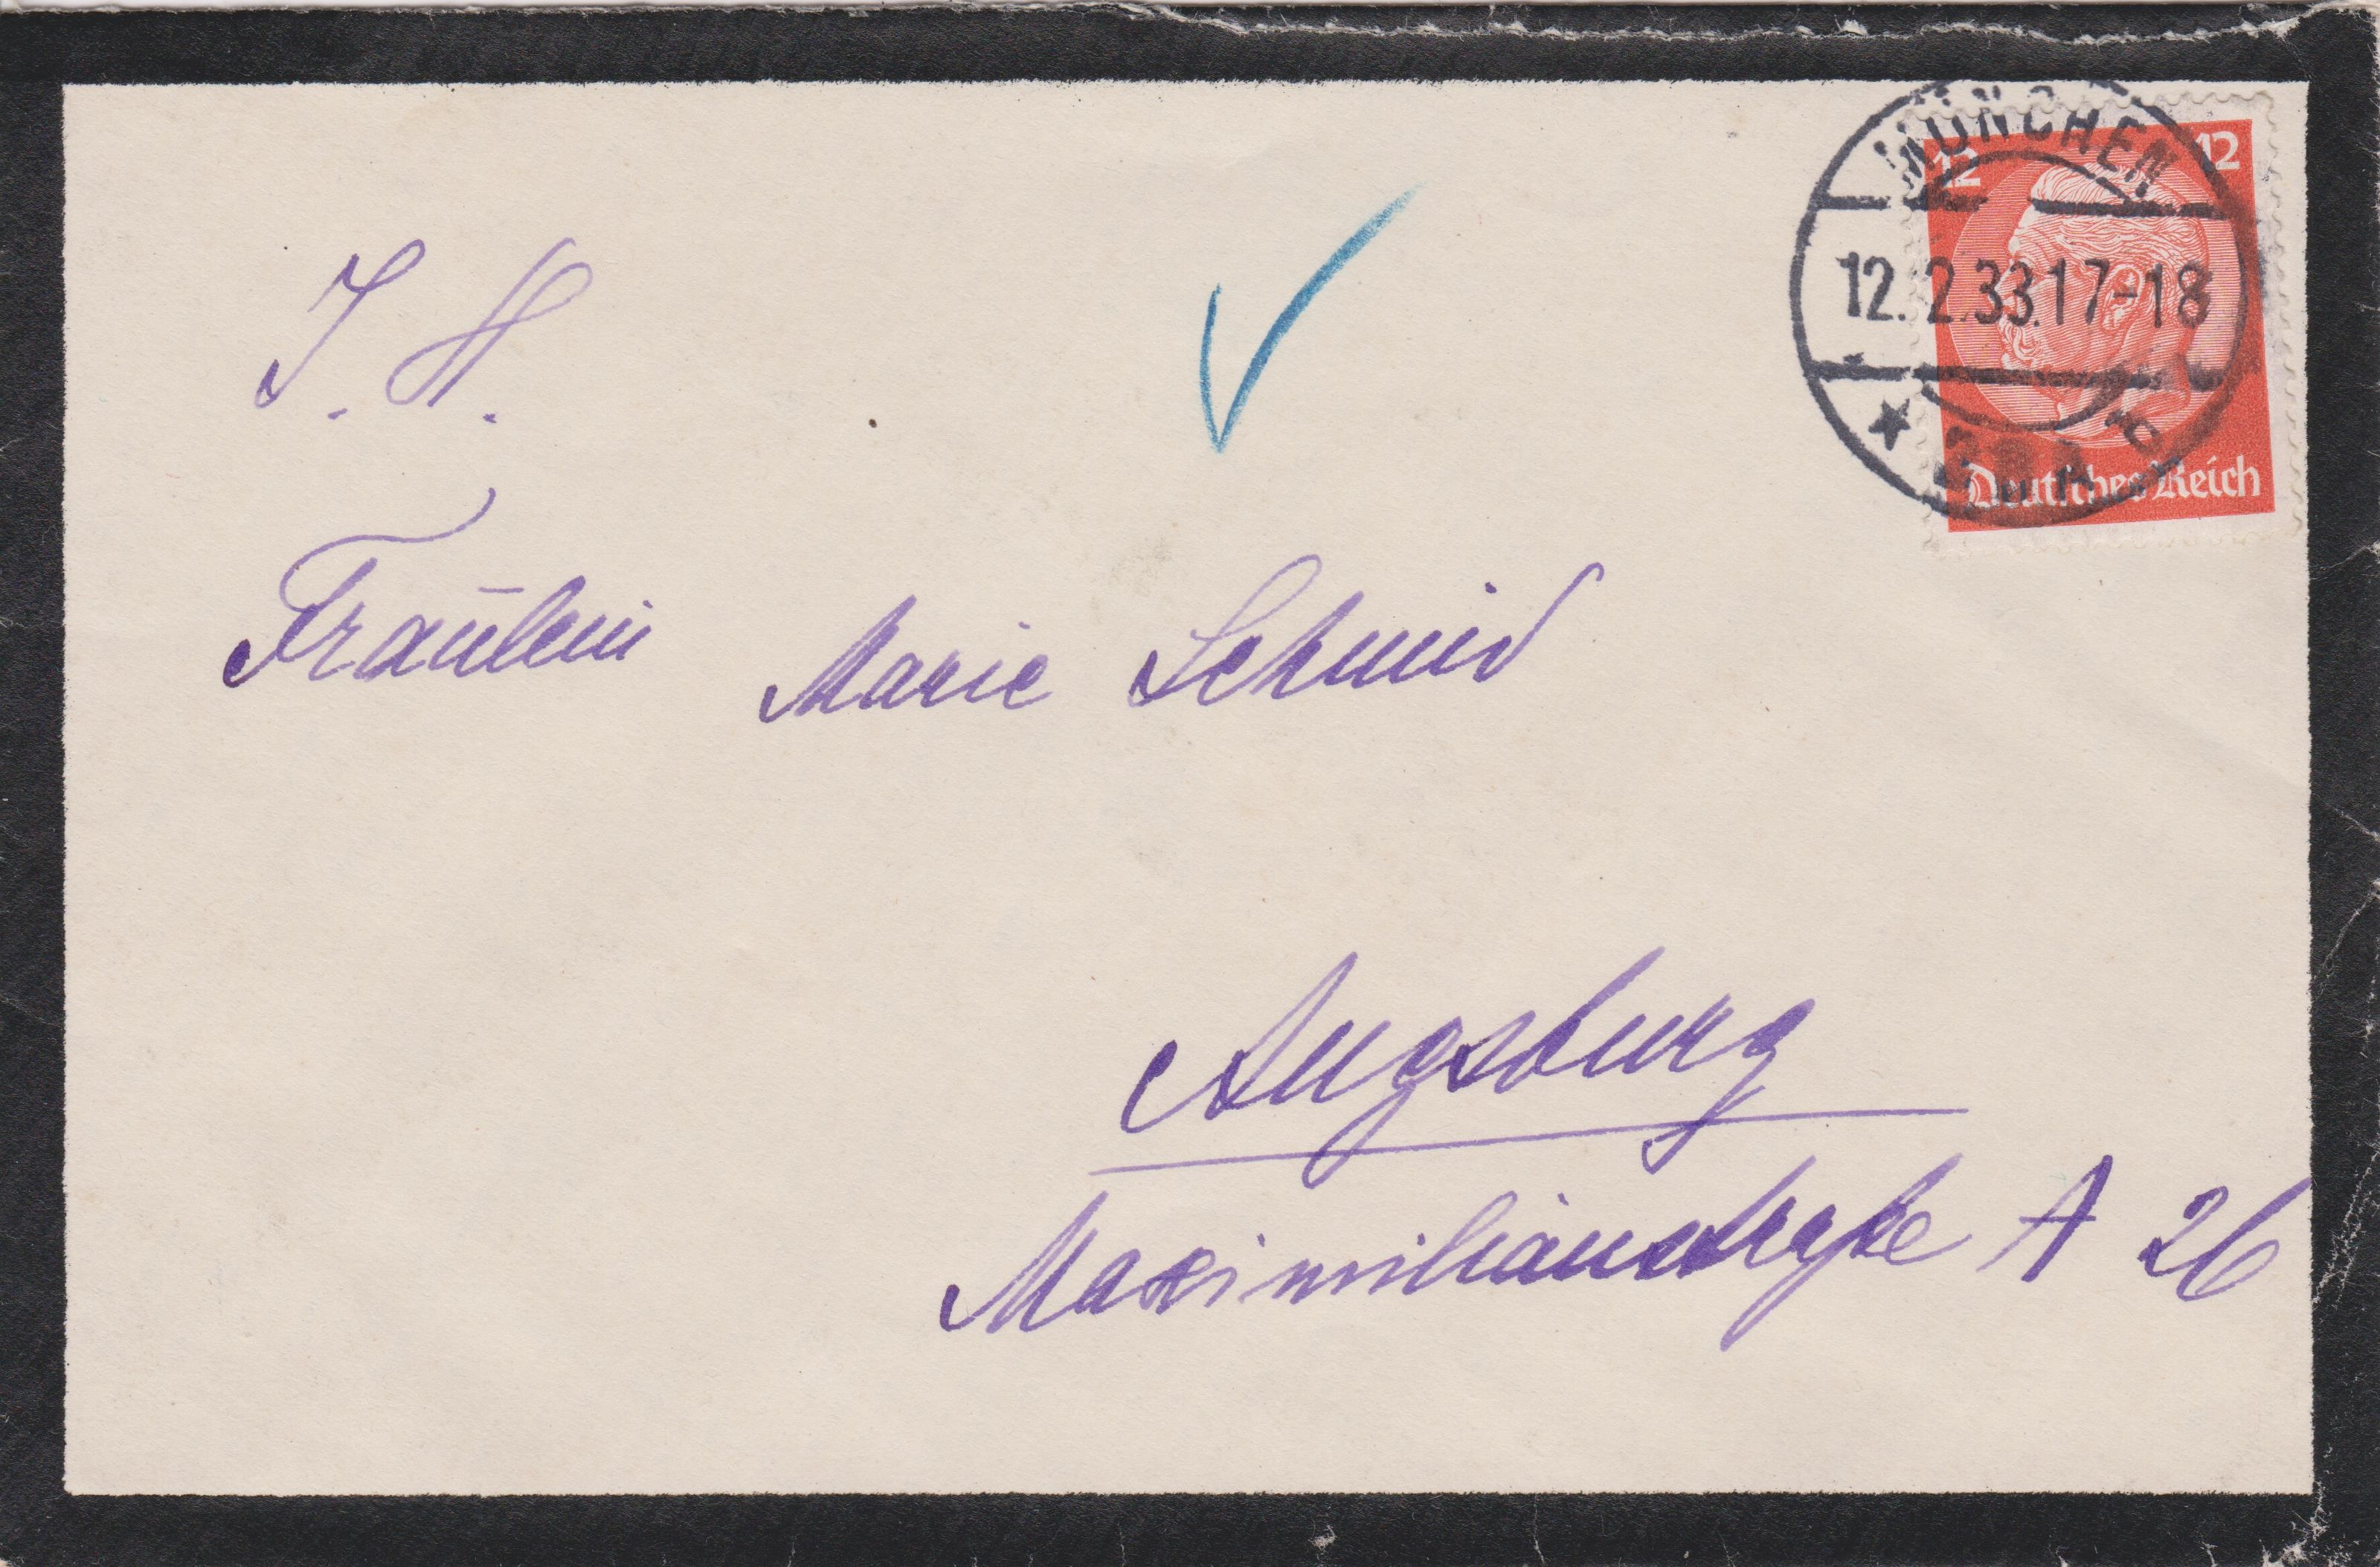 MÜNCHEN
12 12
12.2.33.17-18
Deutsches Reich
J. H.
Fräulein Marie Schmid
Augsburg
Maximilianstraße A 26